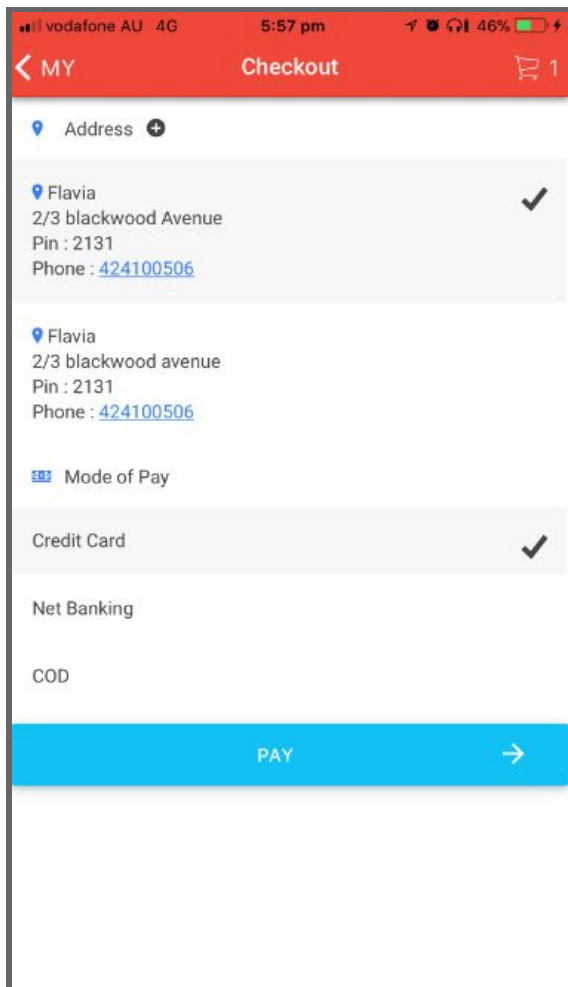 vodafone AU 4G 5:57 pm 46%
MY Checkout 1
Address
Flavia
2/3 blackwood Avenue
Pin : 2131
Phone : 424100506
Flavia
2/3 blackwood avenue
Pin : 2131
Phone : 424100506
Mode of Pay
Credit Card
Net Banking
COD
PAY